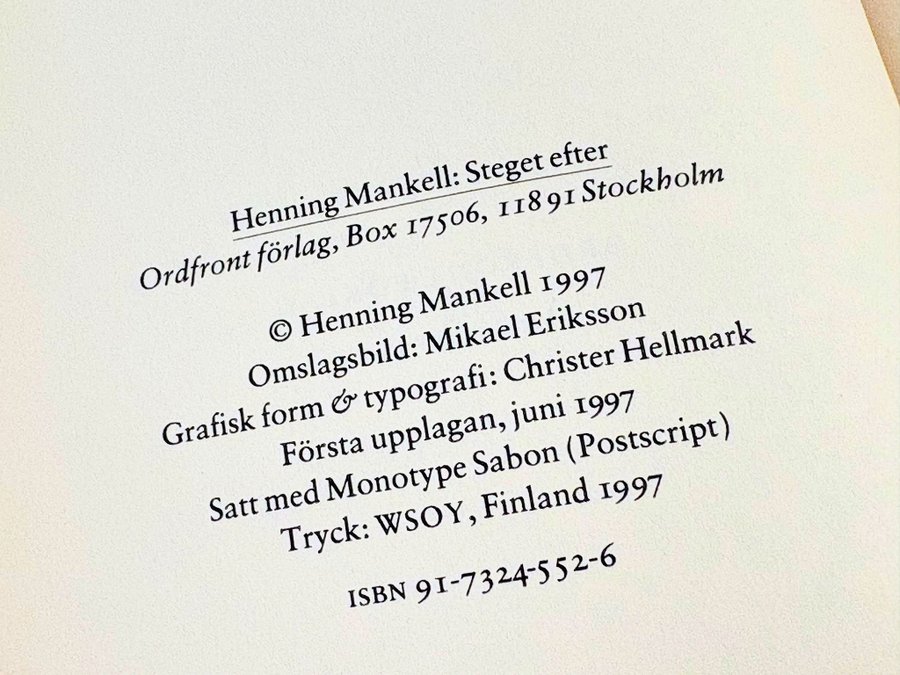 Henning Mankell: Steget efter
Ordfront förlag, Box 17506, 118 91 Stockholm
© Henning Mankell 1997
Omslagsbild: Mikael Eriksson
Grafisk form & typografi: Christer Hellmark
Första upplagan, juni 1997
Satt med Monotype Sabon (Postscript)
Tryck: WSOY, Finland 1997
ISBN 91-7324-552-6